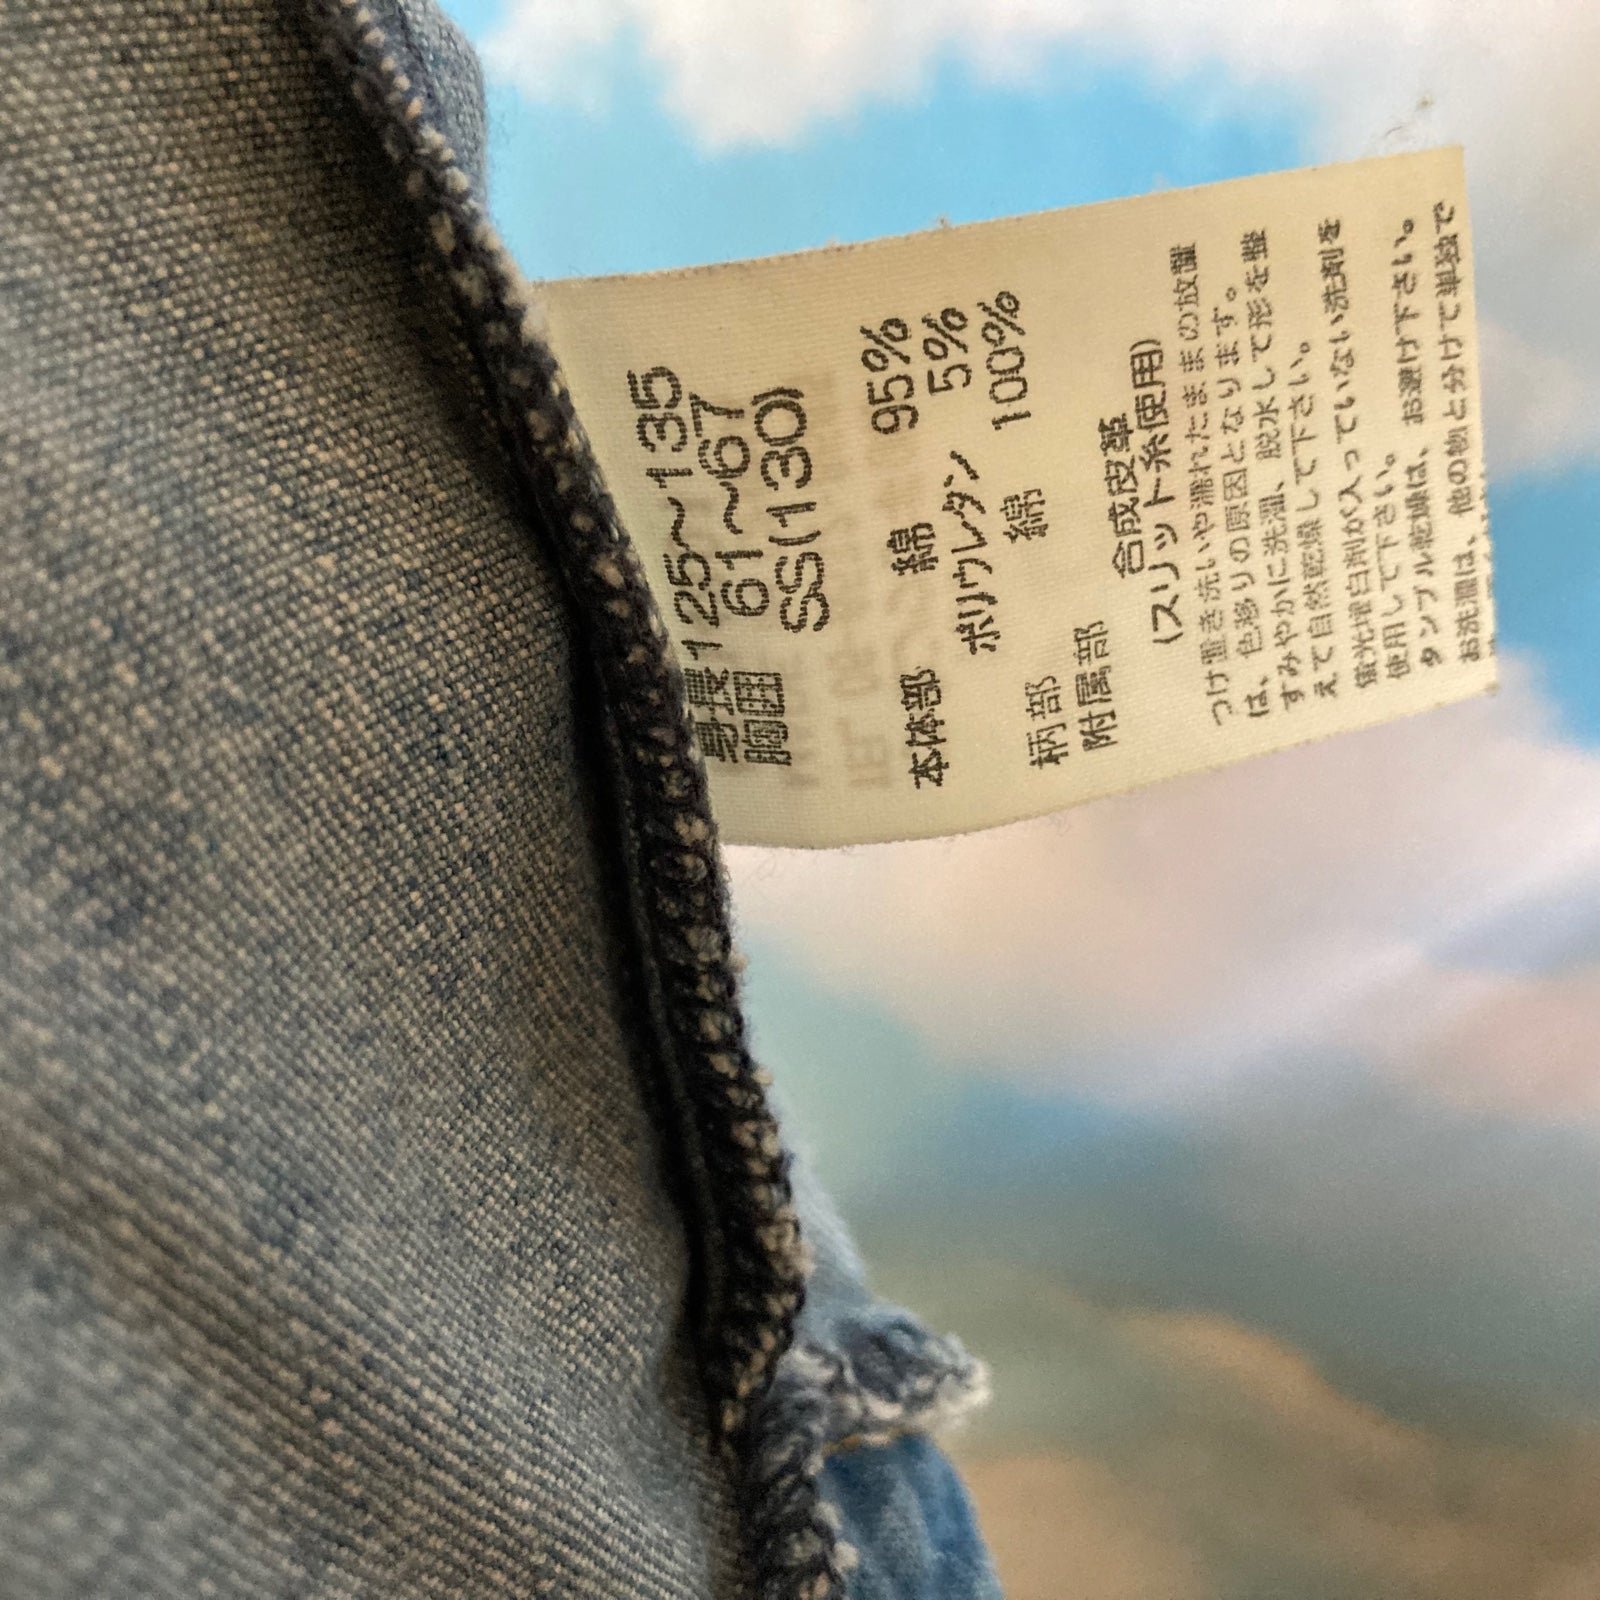 身長125~135
胸囲 61~67
SS(130)
本体部 綿 95%
ポリウレタン 5%
柄部 綿 100%
附属部
合成皮革
(スリット糸使用)
つけ置き洗いや濡れたままの放置
は、色移りの原因となります。
すみやかに洗濯、脱水して形を整
えて自然乾燥して下さい。
蛍光増白剤が入っていない洗剤を
使用して下さい。
タンブル乾燥は、お避け下さい。
お洗濯は、他の物と分けて単独で